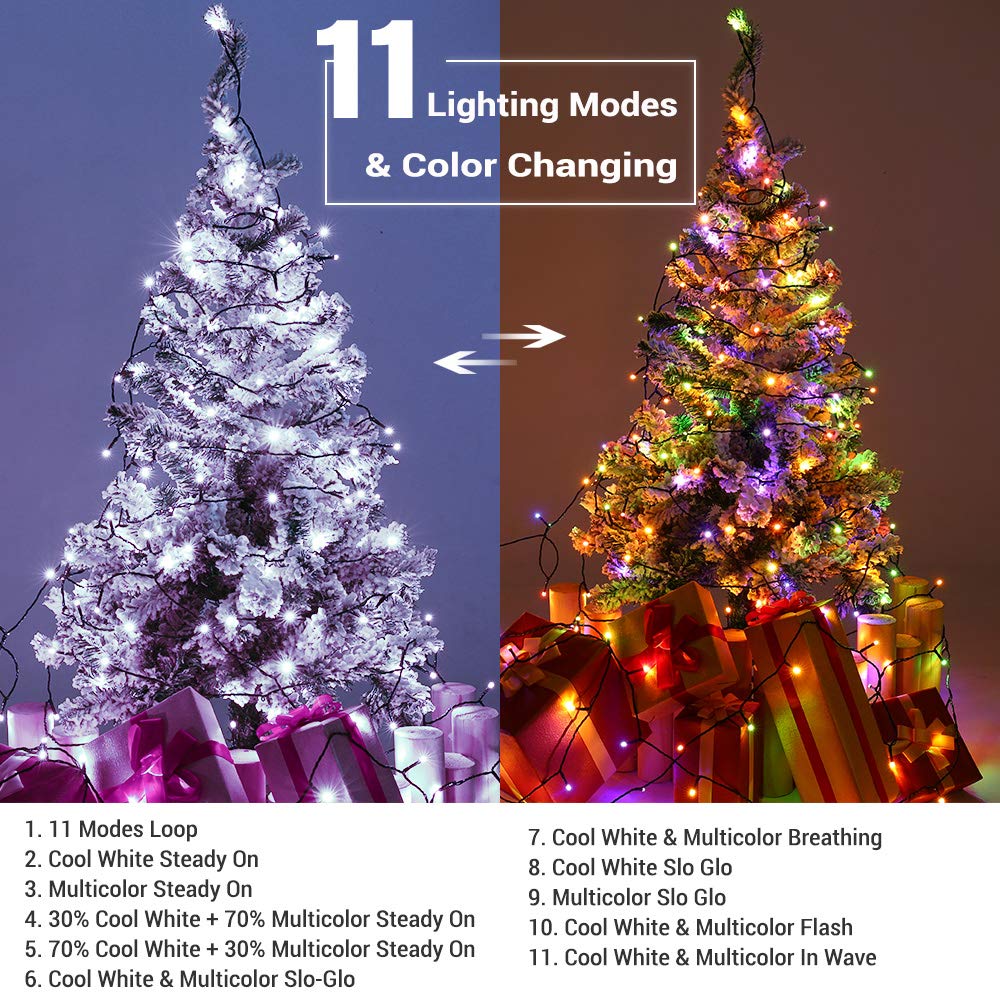 11 Lighting Modes
& Color Changing
1. 11 Modes Loop
2. Cool White Steady On
3. Multicolor Steady On
4. 30% Cool White + 70% Multicolor Steady On
5. 70% Cool White + 30% Multicolor Steady On
6. Cool White & Multicolor Slo-Glo
7. Cool White & Multicolor Breathing
8. Cool White Slo Glo
9. Multicolor Slo Glo
10. Cool White & Multicolor Flash
11. Cool White & Multicolor In Wave